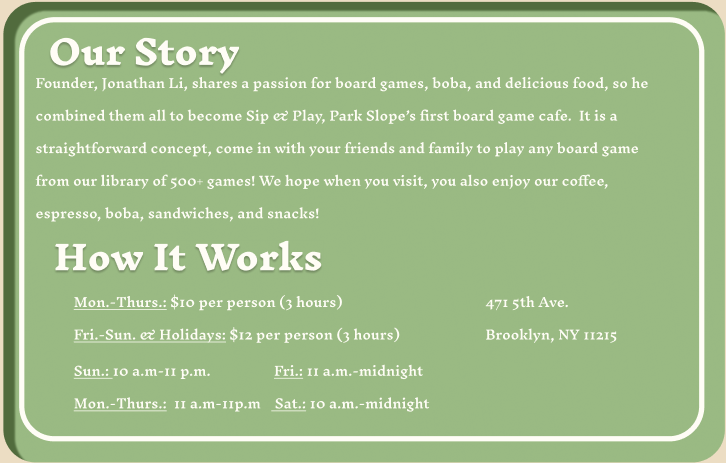 Our Story
Founder, Jonathan Li, shares a passion for board games, boba, and delicious food, so he
combined them all to become Sip & Play, Park Slope's first board game cafe.  It is a
straightforward concept, come in with your friends and family to play any board game
from our library of 500+ games! We hope when you visit, you also enjoy our coffee,
espresso, boba, sandwiches, and snacks!
How It Works
Mon.-Thurs.: $10 per person (3 hours)
Fri.-Sun. & Holidays: $12 per person (3 hours)
471 5th Ave.
Brooklyn, NY 11215
Sun.: 10 a.m-11 p.m. Fri.: 11 a.m.-midnight
Mon.-Thurs.: 11 a.m-11p.m Sat.: 10 a.m.-midnight